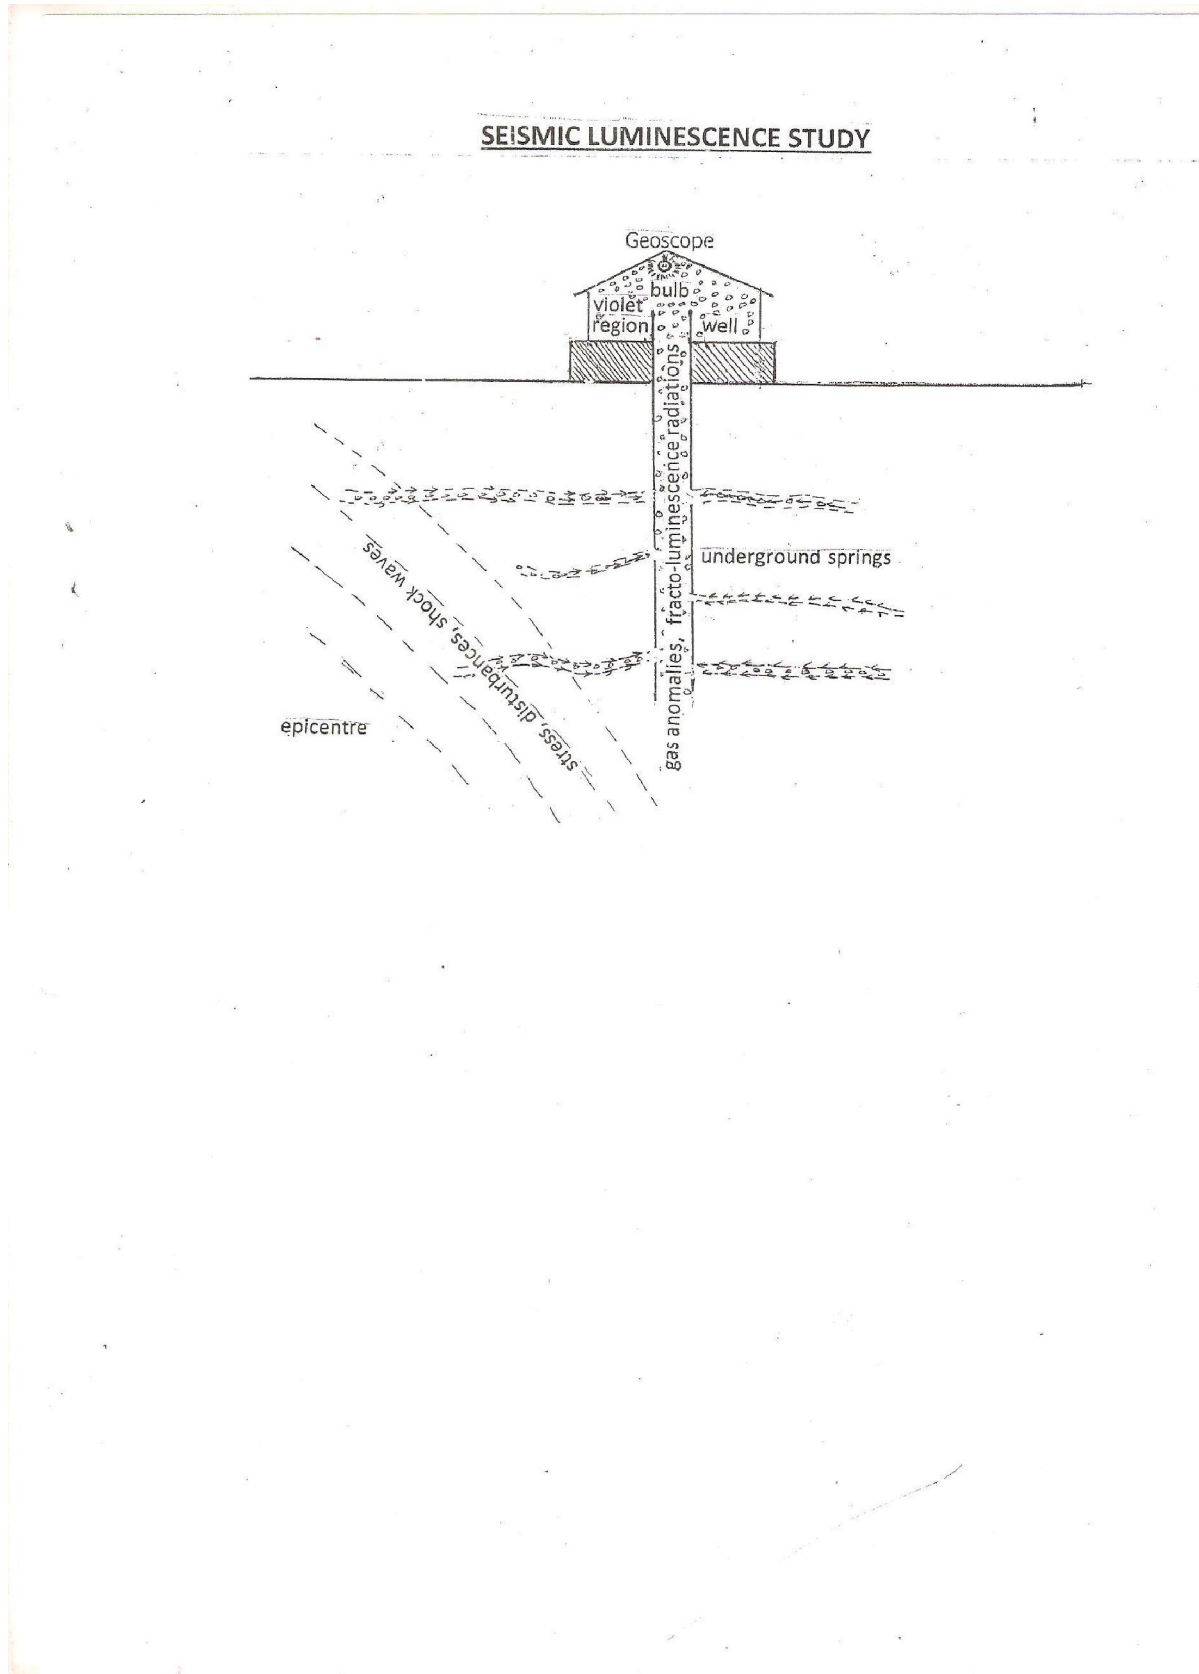 SEISMIC LUMINESCENCE STUDY
Geoscope
bulb
violet
region
well
gas anomalies, fracto-luminescence radiations
underground springs
stress, disturbances, shock waves
epicentre